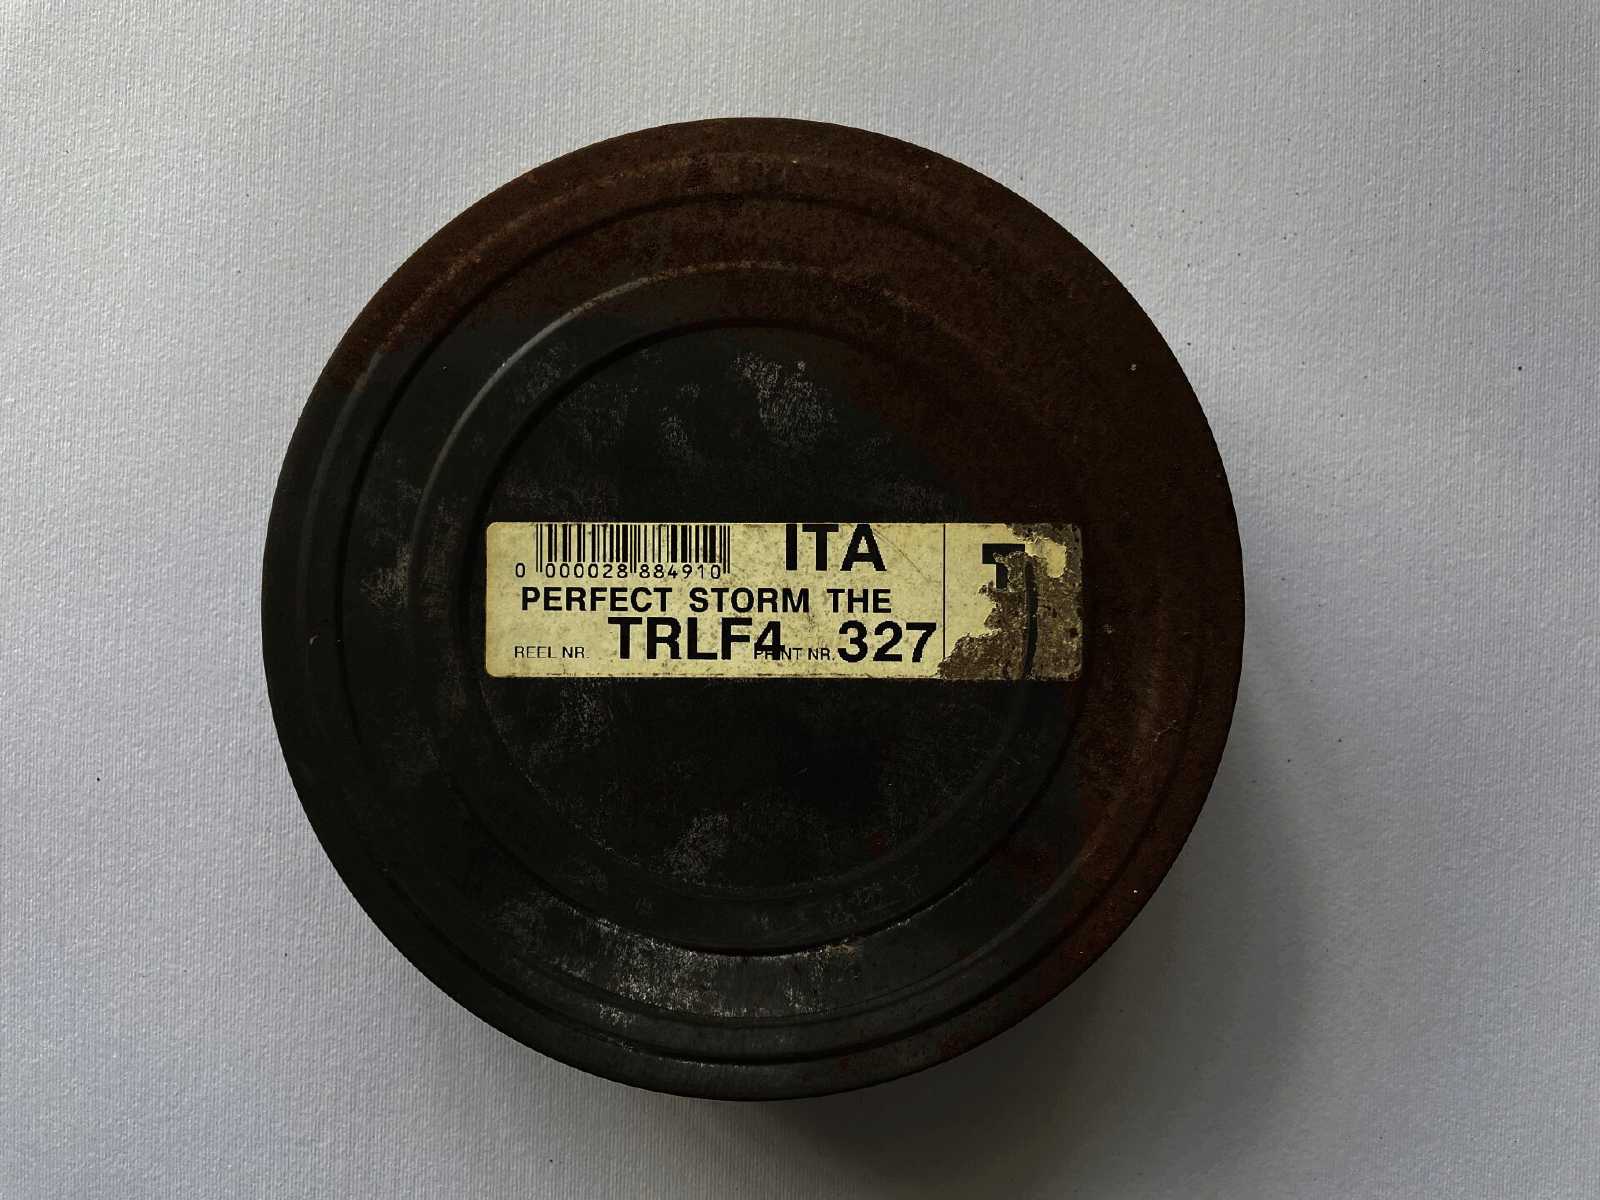 ITA
0 000028 884910
T
PERFECT STORM THE
REEL NR. TRLF4 PRINT NR. 327